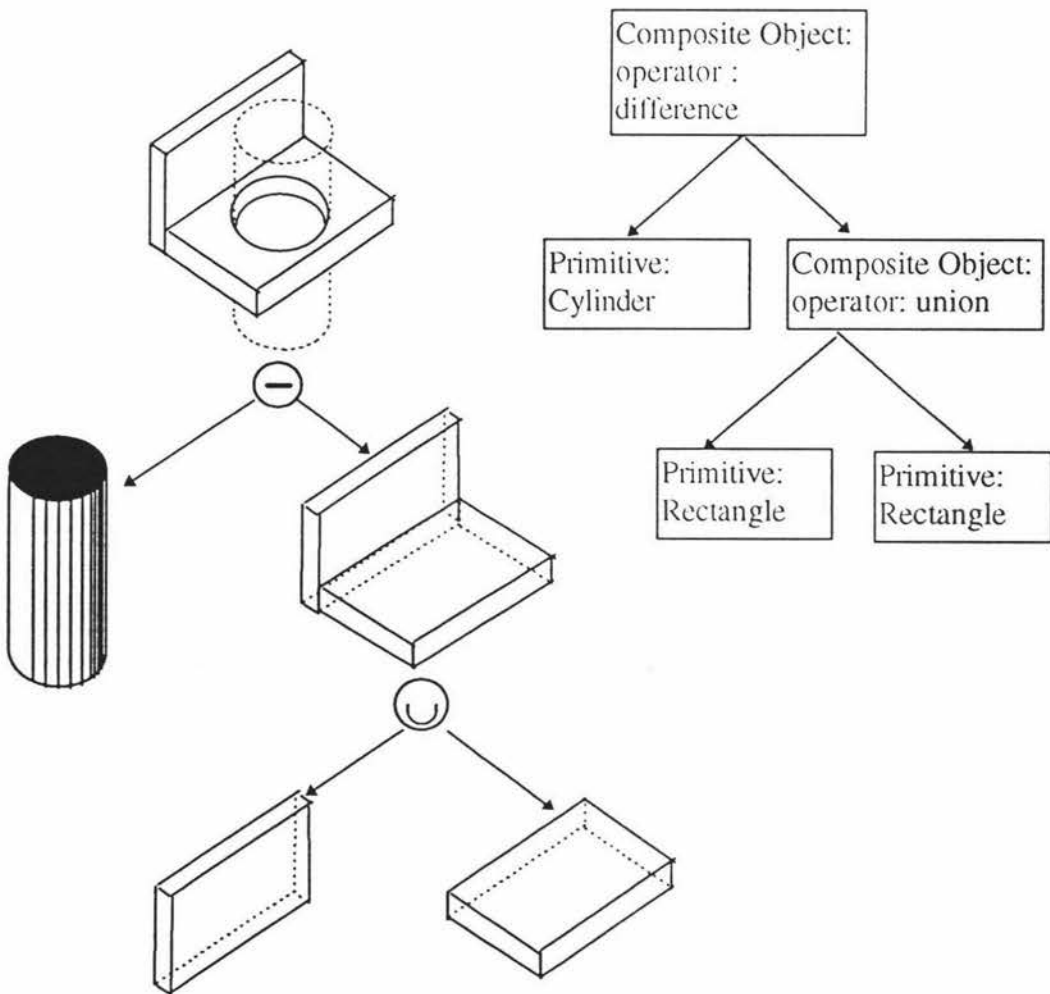 Composite Object:
operator :
difference
Primitive:
Cylinder
Composite Object:
operator: union
Primitive:
Rectangle
Primitive:
Rectangle